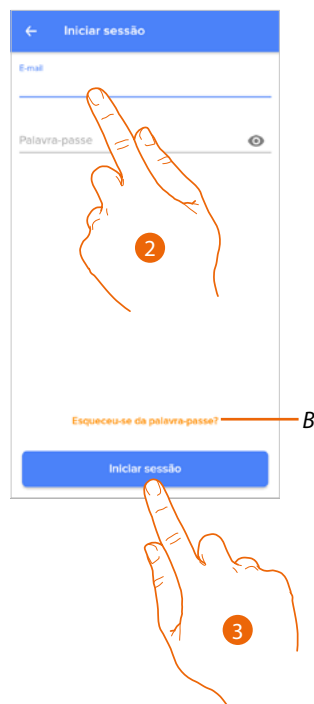 Iniciar sessão
E-mail
Palavra-passe
2
Esqueceu-se da palavra-passe?
B
Iniciar sessão
3